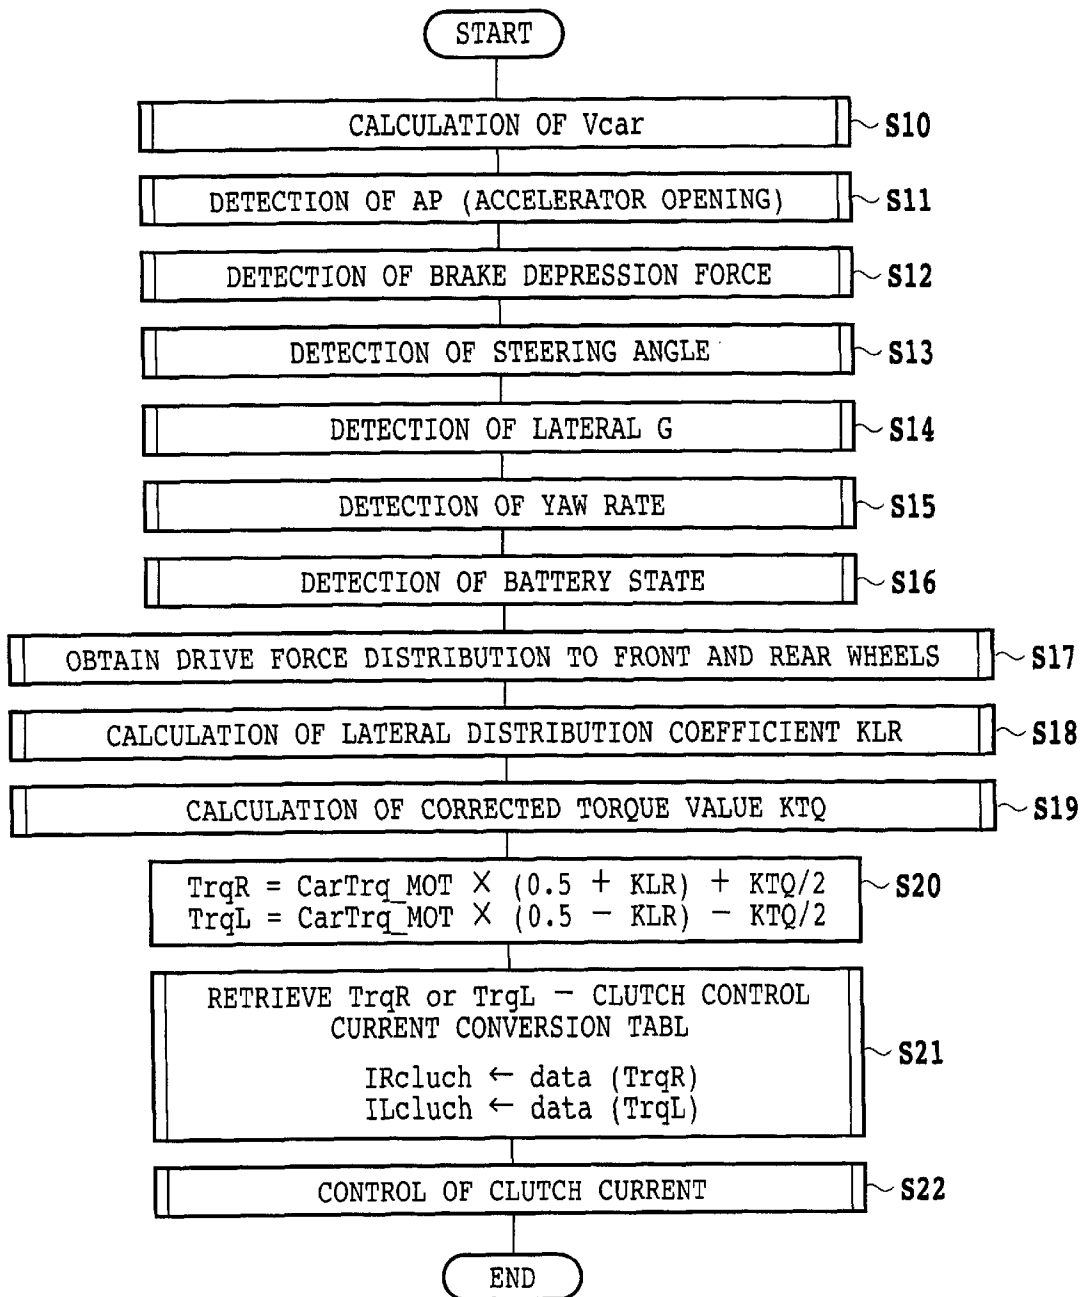 START
CALCULATION OF Vcar
S10
DETECTION OF AP (ACCELERATOR OPENING)
S11
DETECTION OF BRAKE DEPRESSION FORCE
S12
DETECTION OF STEERING ANGLE
S13
DETECTION OF LATERAL G
S14
DETECTION OF YAW RATE
S15
DETECTION OF BATTERY STATE
S16
OBTAIN DRIVE FORCE DISTRIBUTION TO FRONT AND REAR WHEELS
S17
CALCULATION OF LATERAL DISTRIBUTION COEFFICIENT KLR
S18
CALCULATION OF CORRECTED TORQUE VALUE KTQ
S19
TrqR = CarTrq_MOT × (0.5 + KLR) + KTQ/2
TrqL = CarTrq_MOT × (0.5 − KLR) − KTQ/2
S20
RETRIEVE TrqR or TrqL − CLUTCH CONTROL
CURRENT CONVERSION TABL
IRcluch ← data (TrqR)
ILcluch ← data (TrqL)
S21
CONTROL OF CLUTCH CURRENT
S22
END